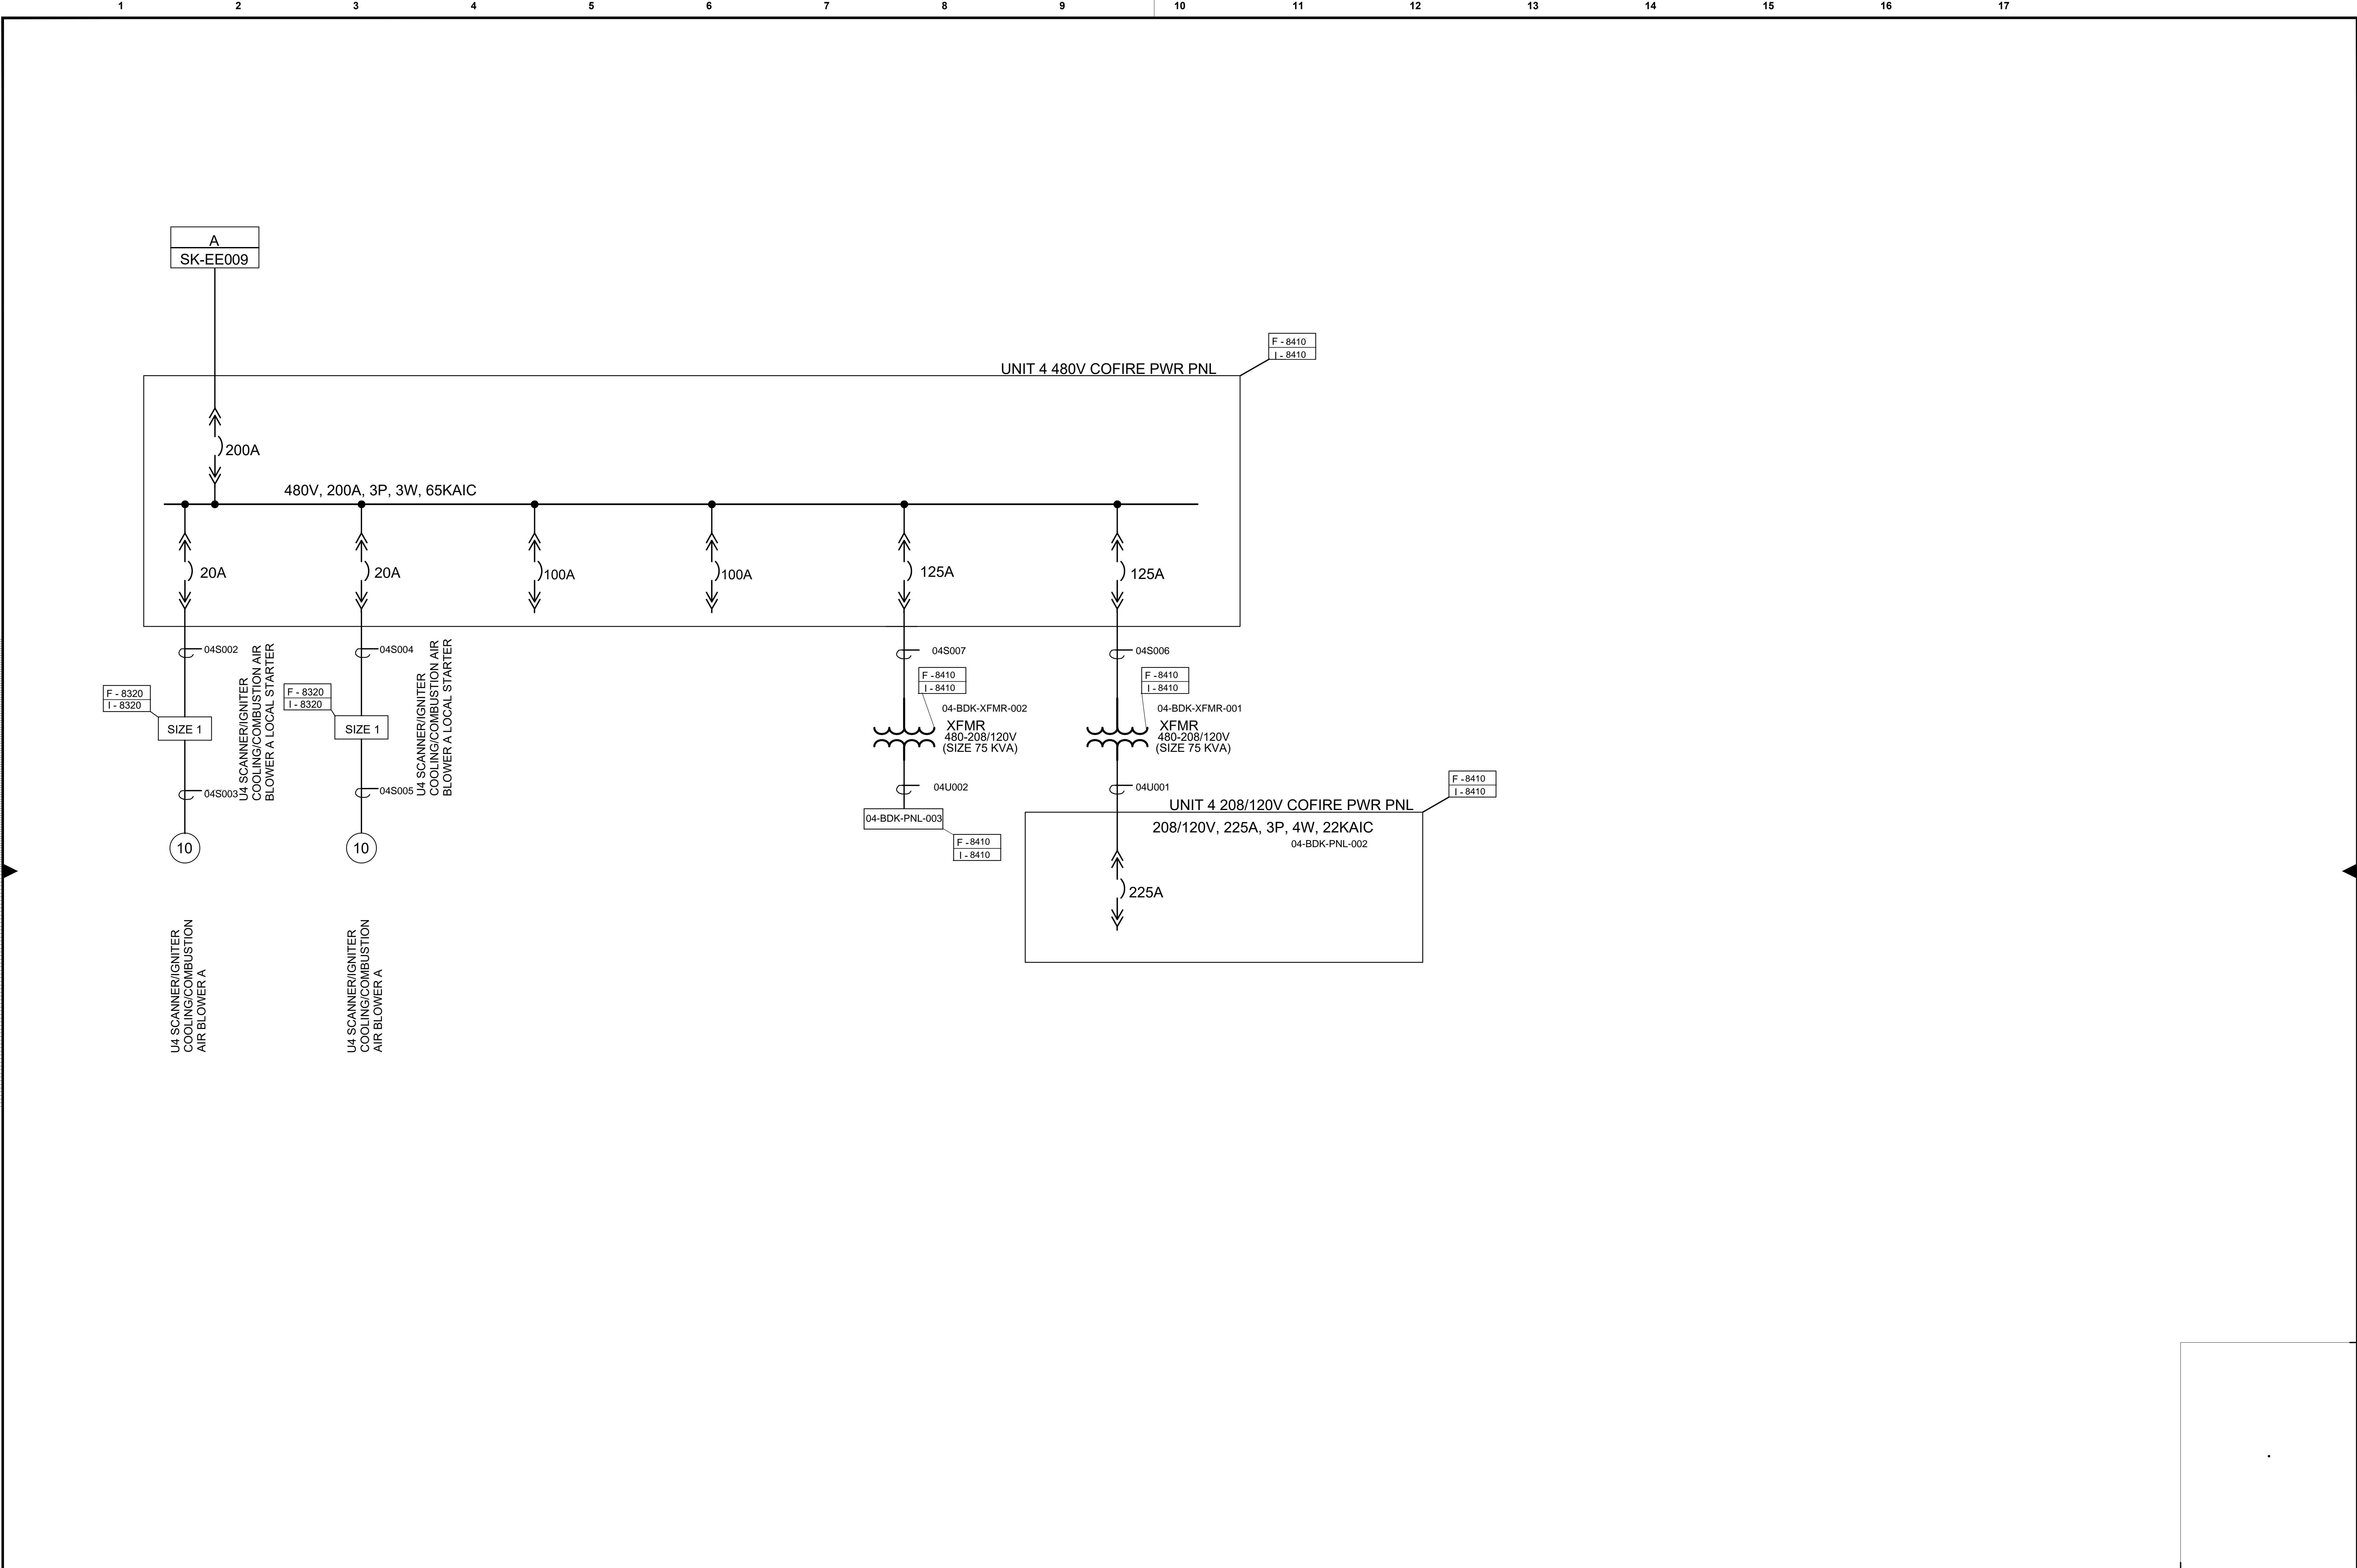 1 2 3 4 5 6 7 8 9 10 11 12 13 14 15 16 17
A
SK-EE009
F - 8410
I - 8410
UNIT 4 480V COFIRE PWR PNL
200A
480V, 200A, 3P, 3W, 65KAIC
20A
20A
100A
100A
125A
125A
04S002
U4 SCANNER/IGNITER
COOLING/COMBUSTION AIR
BLOWER A LOCAL STARTER
F - 8320
I - 8320
SIZE 1
04S003
10
U4 SCANNER/IGNITER
COOLING/COMBUSTION
AIR BLOWER A
04S004
U4 SCANNER/IGNITER
COOLING/COMBUSTION AIR
BLOWER A LOCAL STARTER
F - 8320
I - 8320
SIZE 1
04S005
10
U4 SCANNER/IGNITER
COOLING/COMBUSTION
AIR BLOWER A
04S007
F - 8410
I - 8410
04-BDK-XFMR-002
XFMR
480-208/120V
(SIZE 75 KVA)
04U002
04-BDK-PNL-003
F - 8410
I - 8410
04S006
F - 8410
I - 8410
04-BDK-XFMR-001
XFMR
480-208/120V
(SIZE 75 KVA)
04U001
F - 8410
I - 8410
UNIT 4 208/120V COFIRE PWR PNL
208/120V, 225A, 3P, 4W, 22KAIC
04-BDK-PNL-002
225A